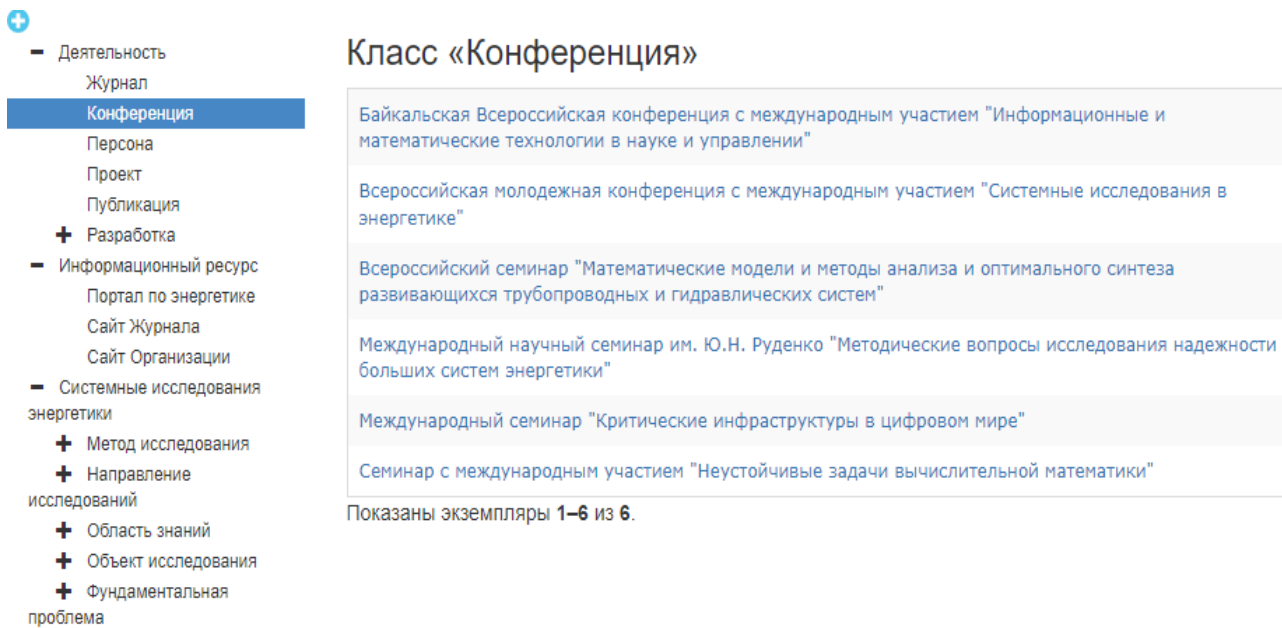 Деятельность
Журнал
Конференция
Персона
Проект
Публикация
Разработка
Информационный ресурс
Портал по энергетике
Сайт Журнала
Сайт Организации
Системные исследования
энергетики
Метод исследования
Направление
исследований
Область знаний
Объект исследования
Фундаментальная
проблема
Класс «Конференция»
Байкальская Всероссийская конференция с международным участием "Информационные и
математические технологии в науке и управлении"
Всероссийская молодежная конференция с международным участием "Системные исследования в
энергетике"
Всероссийский семинар "Математические модели и методы анализа и оптимального синтеза
развивающихся трубопроводных и гидравлических систем"
Международный научный семинар им. Ю.Н. Руденко "Методические вопросы исследования надежности
больших систем энергетики"
Международный семинар "Критические инфраструктуры в цифровом мире"
Семинар с международным участием "Неустойчивые задачи вычислительной математики"
Показаны экземпляры 1–6 из 6.